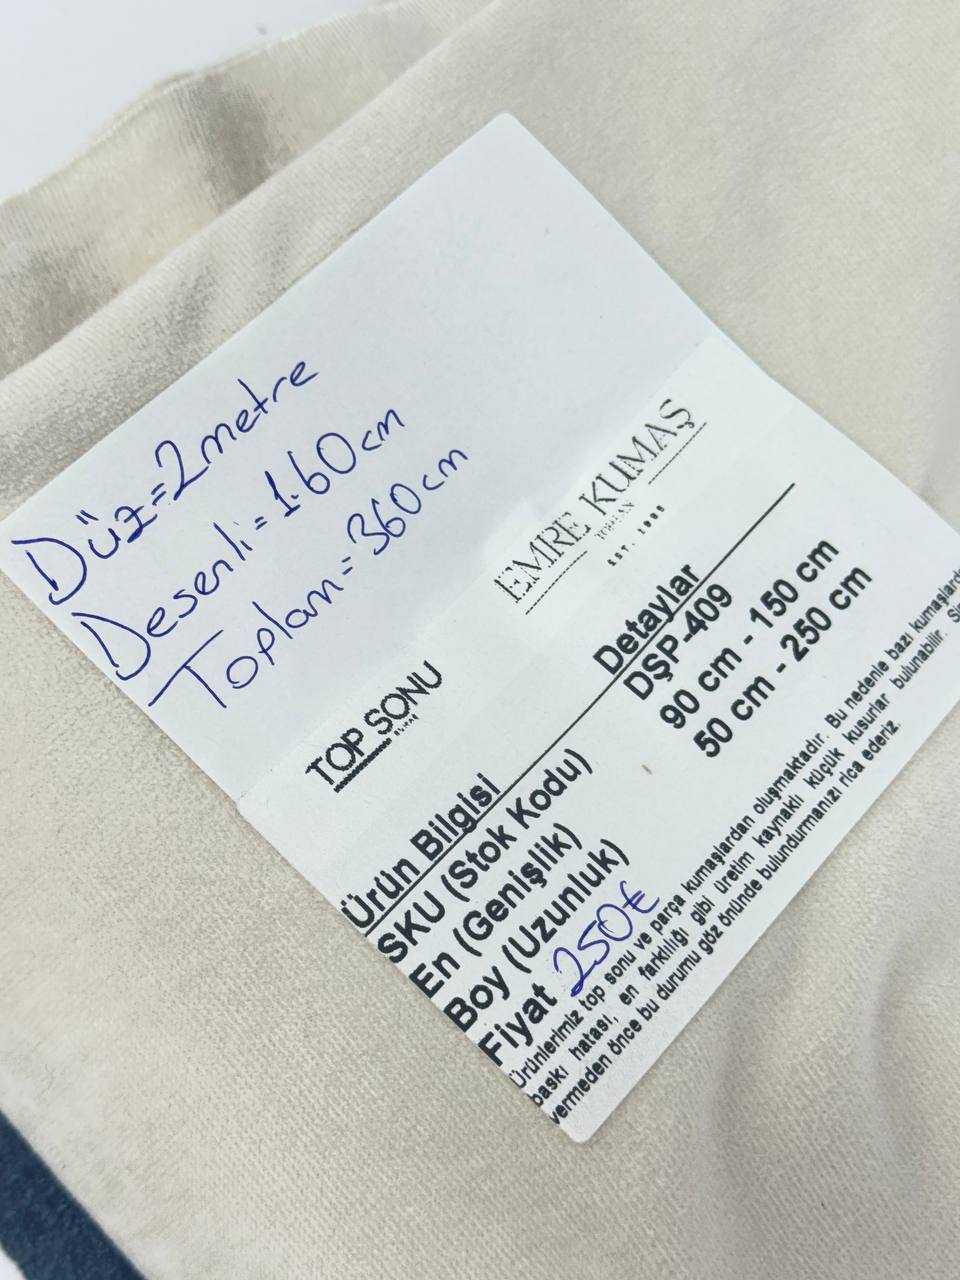 Düz=2metre
Desenli=1.60cm
Toplam=360cm
EMRE KUMAŞ
EST. 1995
TOP SONU
Ürün Bilgisi Detaylar
SKU (Stok Kodu) DŞP-409
En (Genişlik) 90 cm - 150 cm
Boy (Uzunluk) 50 cm - 250 cm
Fiyat 250€
Ürünlerimiz top sonu ve parça kumaşlardan oluşmaktadır. Bu nedenle bazı kumaşlarda
baskı hatası, en farklılığı gibi üretim kaynaklı küçük kusurlar bulunabilir.
vermeden önce bu durumu göz önünde bulundurmanızı rica ederiz.